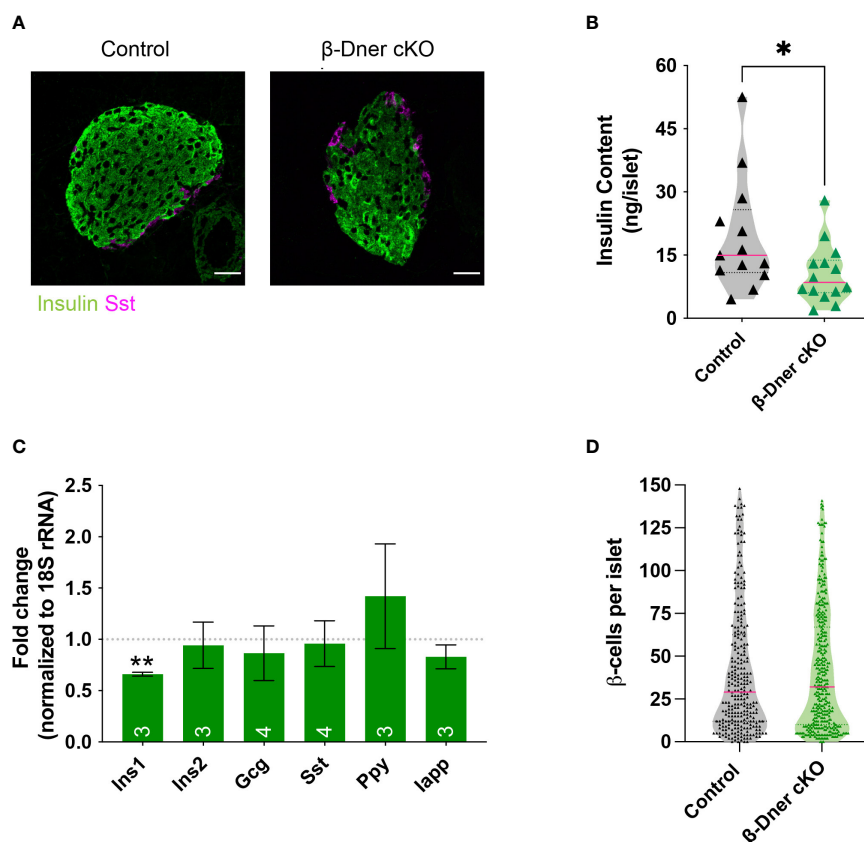 A
Control
β-Dner cKO
Insulin Sst
B
*
Insulin Content
(ng/islet)
60
45
30
15
0
Control
β-Dner cKO
C
Fold change
(normalized to 18S rRNA)
2.5
2.0
1.5
1.0
0.5
0.0
**
3
3
4
4
3
3
Ins1
Ins2
Gcg
Sst
Ppy
Iapp
D
β-cells per islet
150
125
100
75
50
25
0
Control
β-Dner cKO